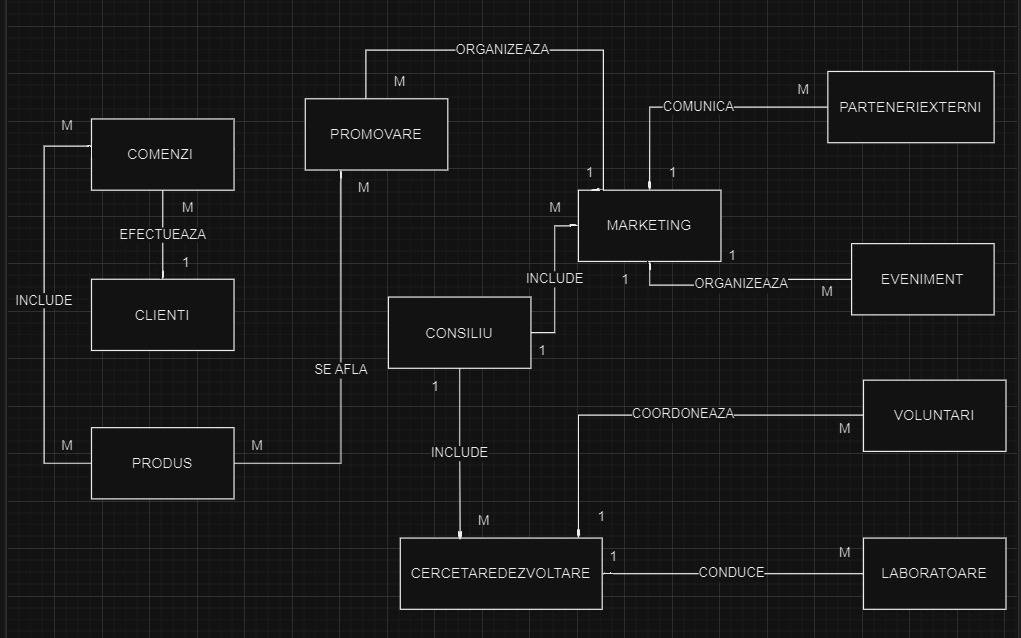 ORGANIZEAZA
M
PROMOVARE
M
COMUNICA
M
PARTENERIEXTERNI
1
1
M
COMENZI
M
EFECTUEAZA
1
CLIENTI
INCLUDE
M
MARKETING
1
1
ORGANIZEAZA
M
EVENIMENT
INCLUDE
CONSILIU
1
1
SE AFLA
INCLUDE
M
COORDONEAZA
M
VOLUNTARI
M
PRODUS
M
1
CERCETAREDEZVOLTARE
1
CONDUCE
M
LABORATOARE